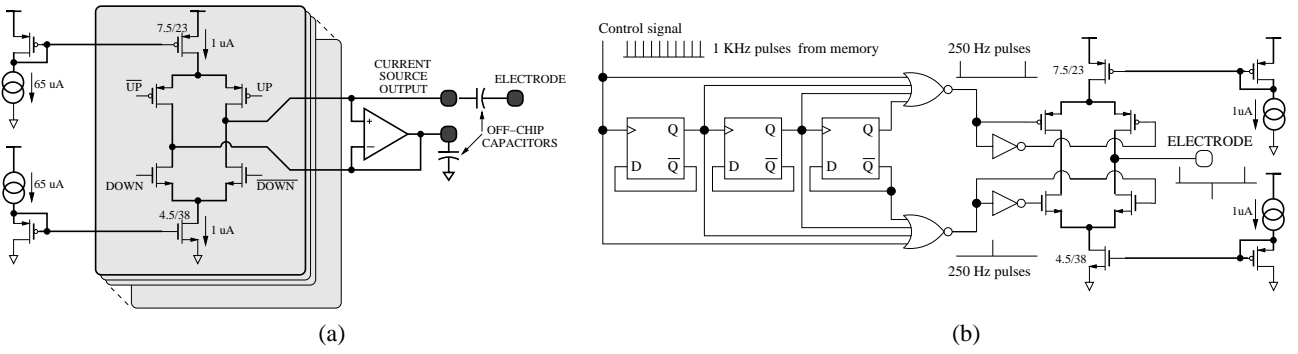 7.5/23
1 uA
65 uA
U̅P̅
UP
CURRENT
SOURCE
OUTPUT
ELECTRODE
+
−
OFF−CHIP
CAPACITORS
65 uA
DOWN
D̅O̅W̅N̅
4.5/38
1 uA
(a)
Control signal
1 KHz pulses from memory
250 Hz pulses
7.5/23
1uA
Q
Q
Q
D
Q̅
D
Q̅
D
Q̅
ELECTRODE
1uA
4.5/38
250 Hz pulses
(b)